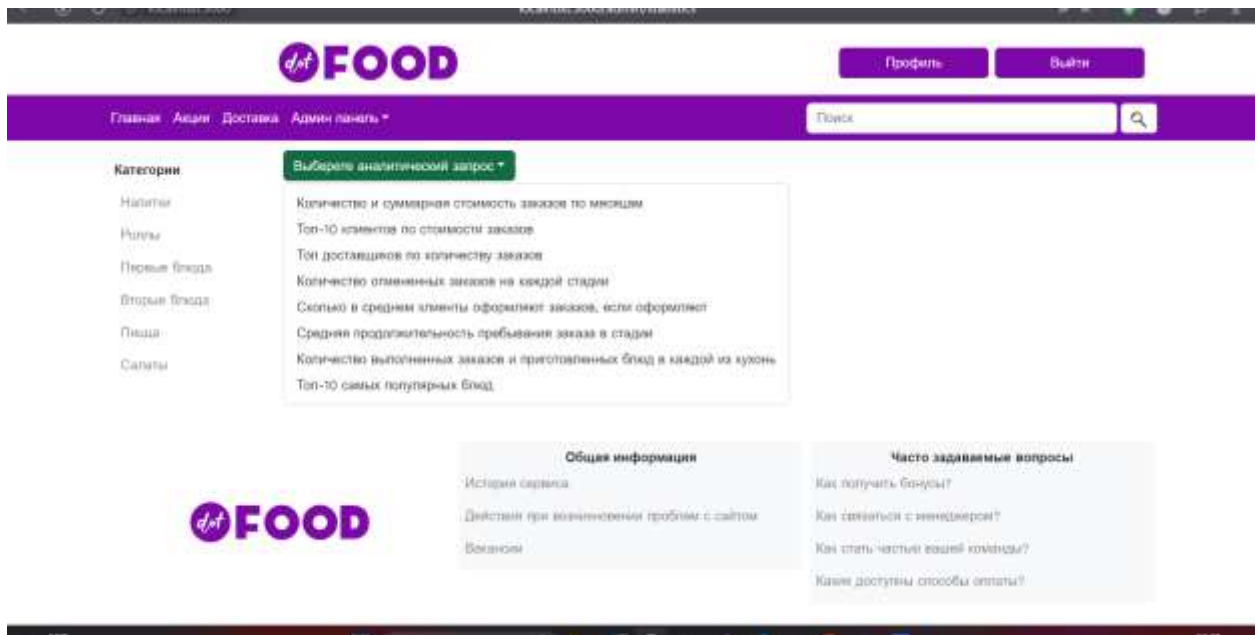 dot FOOD
Профиль
Выйти
Главная Акции Доставка Админ панель
Поиск
Категории
Напитки
Роллы
Первые блюда
Вторые блюда
Пицца
Салаты
Выберете аналитический запрос
Количество и суммарная стоимость заказов по месяцам
Топ-10 клиентов по стоимости заказов
Топ доставщиков по количеству заказов
Количество отмененных заказов на каждой стадии
Сколько в среднем клиенты оформляют заказов, если оформляют
Средняя продолжительность пребывания заказа в стадии
Количество выполненных заказов и приготовленных блюд в каждой из кухонь
Топ-10 самых популярных блюд
dot FOOD
Общая информация
История сервиса
Действия при возникновении проблем с сайтом
Вакансии
Часто задаваемые вопросы
Как получить бонусы?
Как связаться с менеджером?
Как стать частью вашей команды?
Какие доступны способы оплаты?